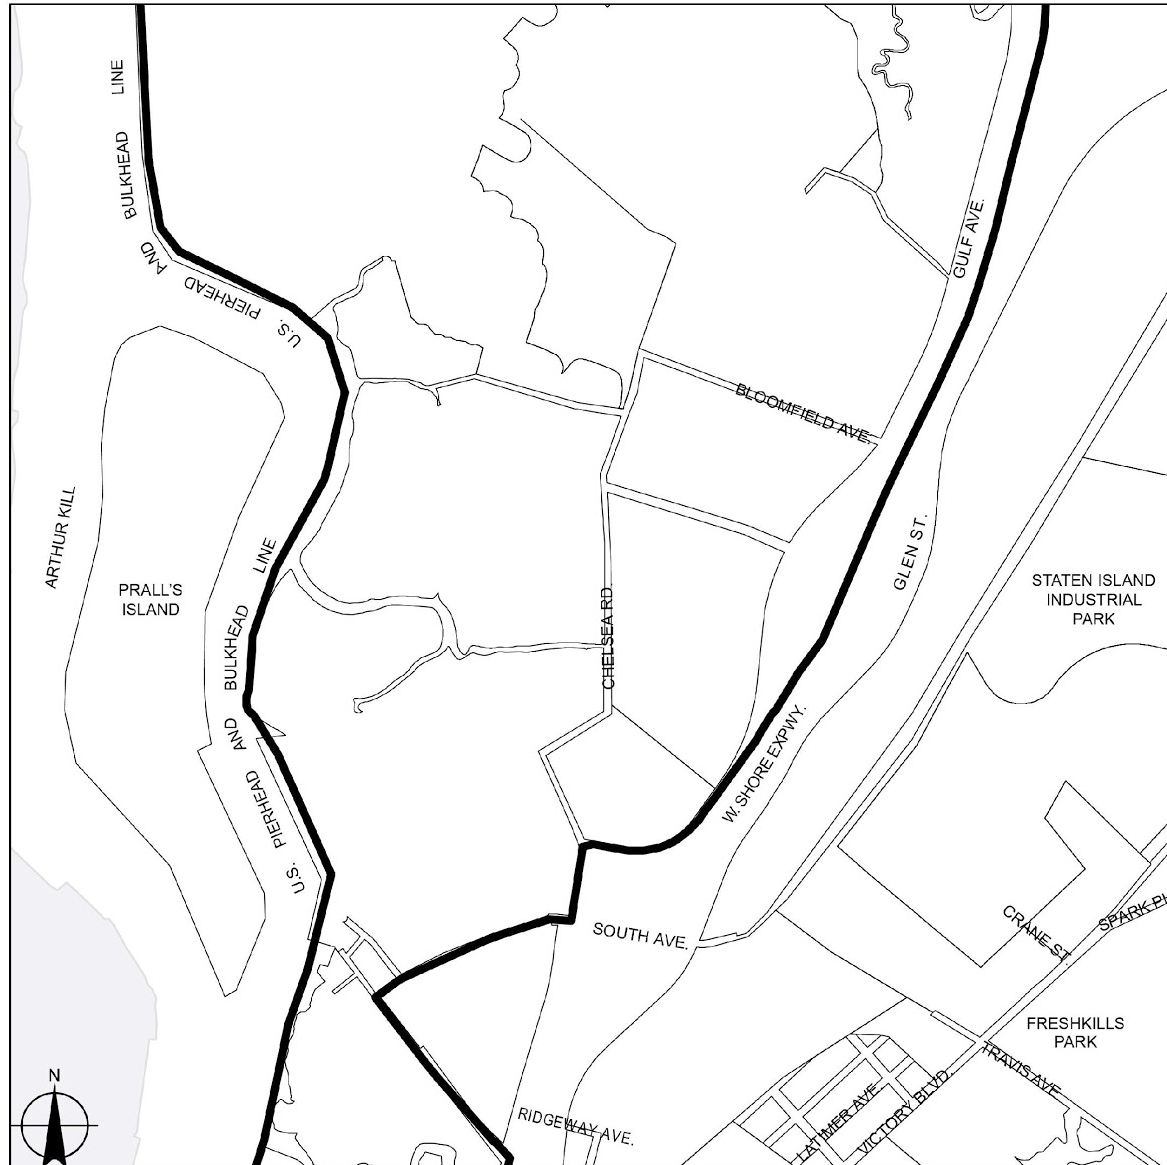 LINE
BULKHEAD
AND
PIERHEAD
U.S.
GULF AVE.
BLOOMFIELD AVE.
ARTHUR KILL
PRALL'S
ISLAND
LINE
BULKHEAD
AND
PIERHEAD
U.S.
GLEN ST.
STATEN ISLAND
INDUSTRIAL
PARK
CHELSEA RD.
W. SHORE EXPWY.
SOUTH AVE.
CRANE ST.
FRESHKILLS
PARK
TRAVIS AVE
LATIMER AVE.
VICTORY BLVD.
RIDGEWAY AVE.
N